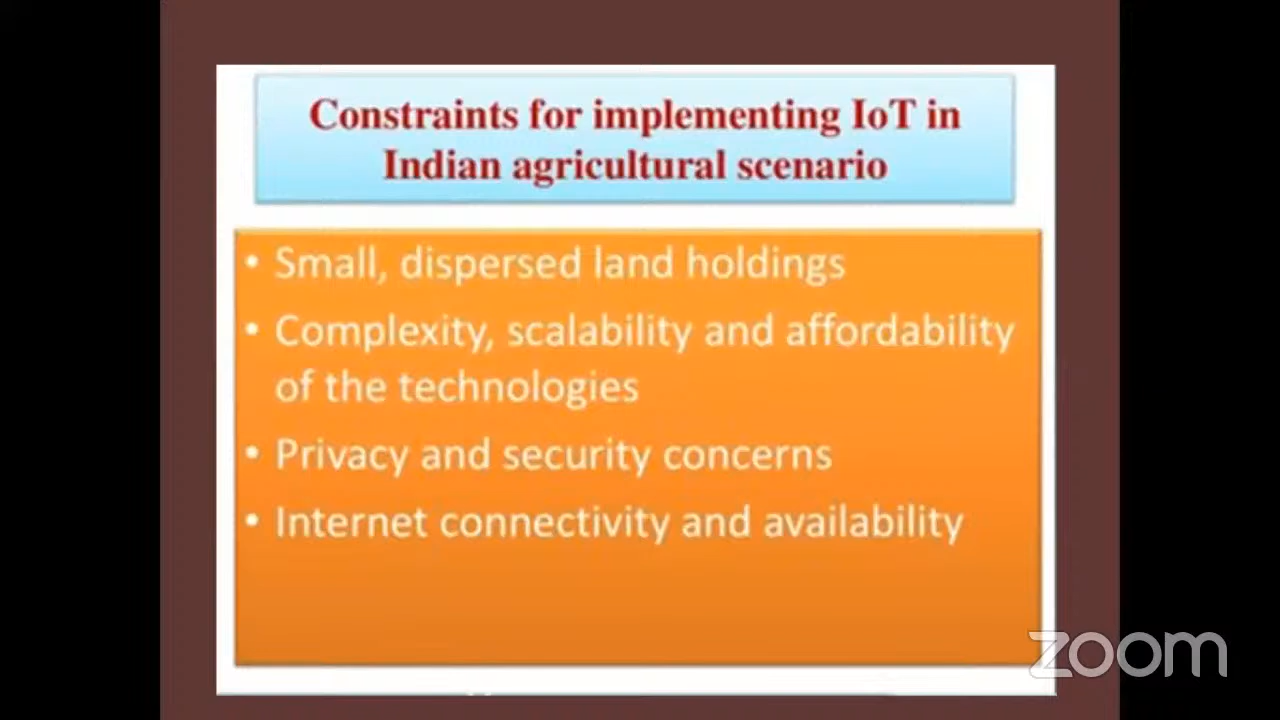 Constraints for implementing IoT in
Indian agricultural scenario
• Small, dispersed land holdings
• Complexity, scalability and affordability
of the technologies
• Privacy and security concerns
• Internet connectivity and availability
zoom